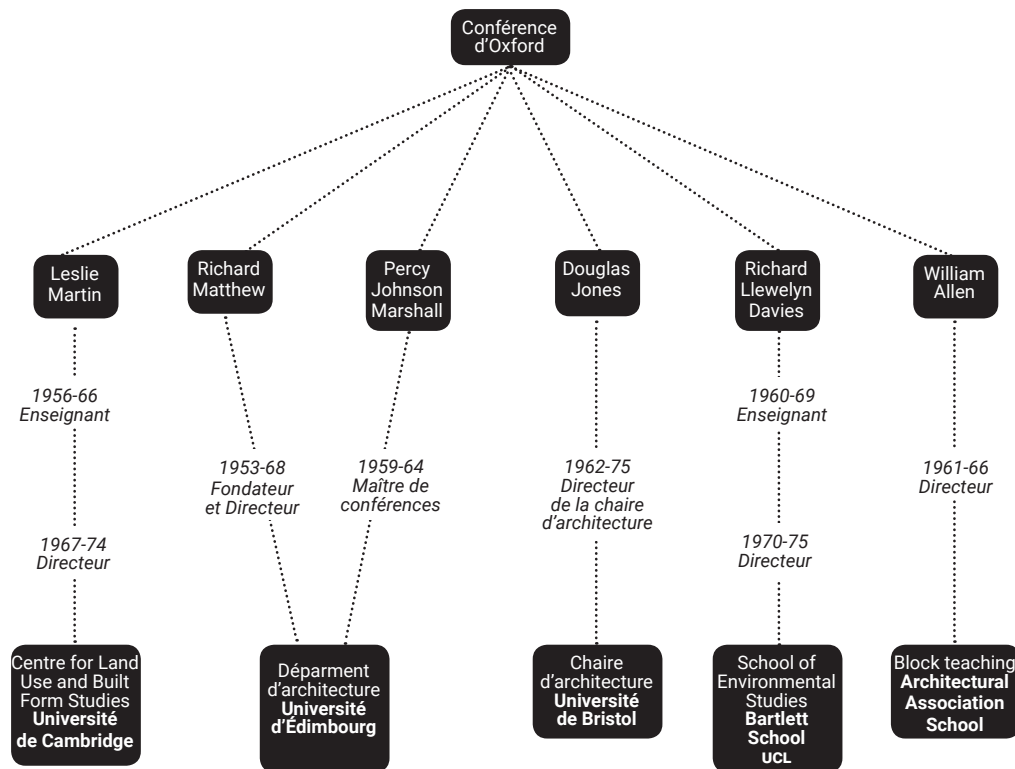 Conférence
d'Oxford
Leslie
Martin
Richard
Matthew
Percy
Johnson
Marshall
Douglas
Jones
Richard
Llewelyn
Davies
William
Allen
1956-66
Enseignant
1960-69
Enseignant
1953-68
Fondateur
et Directeur
1959-64
Maître de
conférences
1962-75
Directeur
de la chaire
d'architecture
1961-66
Directeur
1967-74
Directeur
1970-75
Directeur
Centre for Land
Use and Built
Form Studies
Université
de Cambridge
Départment
d'architecture
Université
d'Édimbourg
Chaire
d'architecture
Université
de Bristol
School of
Environmental
Studies
Bartlett
School
UCL
Block teaching
Architectural
Association
School